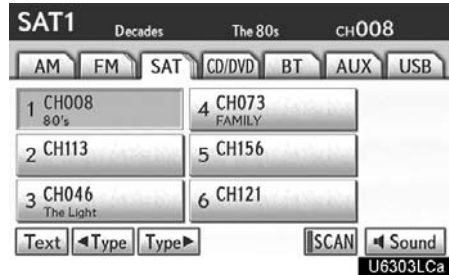 SAT1 Decades The 80s CH008
AM FM SAT CD/DVD BT AUX USB
1 CH008 4 CH073
80's FAMILY
2 CH113 5 CH156
3 CH046 6 CH121
The Light
Text ◄Type Type► SCAN Sound
U6303LCa